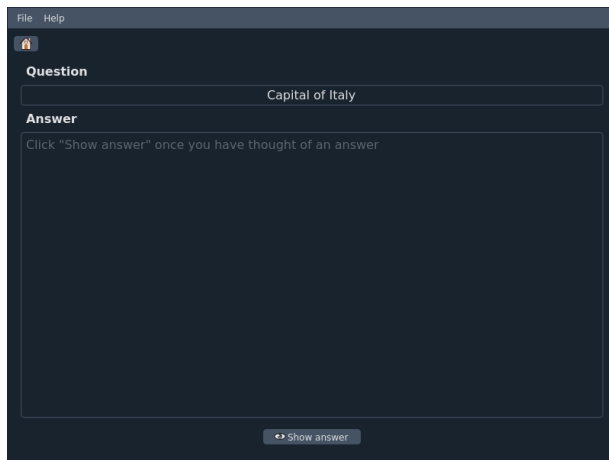 File Help
Question
Capital of Italy
Answer
Click "Show answer" once you have thought of an answer
Show answer